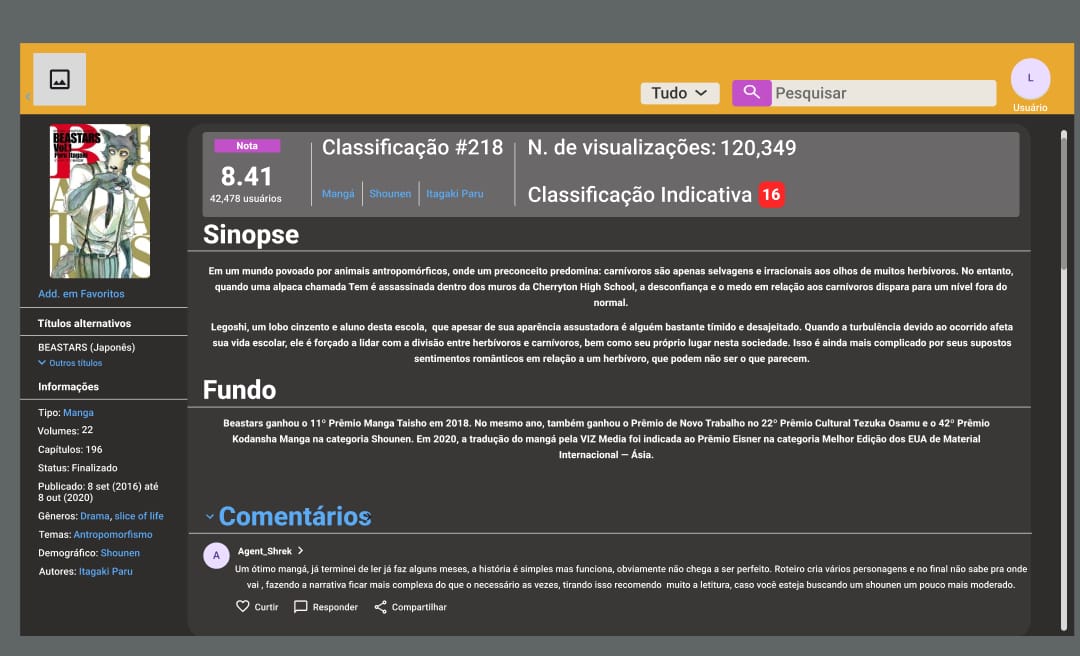 Tudo
Pesquisar
L
Usuário
BEASTARS
Vol.1
Paru Itagaki
Add. em Favoritos
Títulos alternativos
BEASTARS (Japonês)
Outros títulos
Informações
Tipo: Manga
Volumes: 22
Capítulos: 196
Status: Finalizado
Publicado: 8 set (2016) até
8 out (2020)
Gêneros: Drama, slice of life
Temas: Antropomorfismo
Demográfico: Shounen
Autores: Itagaki Paru
Nota
8.41
42,478 usuários
Classificação #218
Mangá
Shounen
Itagaki Paru
N. de visualizações: 120,349
Classificação Indicativa 16
Sinopse
Em um mundo povoado por animais antropomórficos, onde um preconceito predomina: carnívoros são apenas selvagens e irracionais aos olhos de muitos herbívoros. No entanto,
quando uma alpaca chamada Tem é assassinada dentro dos muros da Cherryton High School, a desconfiança e o medo em relação aos carnívoros dispara para um nível fora do
normal.
Legoshi, um lobo cinzento e aluno desta escola, que apesar de sua aparência assustadora é alguém bastante tímido e desajeitado. Quando a turbulência devido ao ocorrido afeta
sua vida escolar, ele é forçado a lidar com a divisão entre herbívoros e carnívoros, bem como seu próprio lugar nesta sociedade. Isso é ainda mais complicado por seus supostos
sentimentos românticos em relação a um herbívoro, que podem não ser o que parecem.
Fundo
Beastars ganhou o 11º Prêmio Manga Taisho em 2018. No mesmo ano, também ganhou o Prêmio de Novo Trabalho no 22º Prêmio Cultural Tezuka Osamu e o 42º Prêmio
Kodansha Manga na categoria Shounen. Em 2020, a tradução do mangá pela VIZ Media foi indicada ao Prêmio Eisner na categoria Melhor Edição dos EUA de Material
Internacional — Ásia.
Comentários
A
Agent_Shrek
Um ótimo mangá, já terminei de ler já faz alguns meses, a história é simples mas funciona, obviamente não chega a ser perfeito. Roteiro cria vários personagens e no final não sabe pra onde
vai , fazendo a narrativa ficar mais complexa do que o necessário as vezes, tirando isso recomendo muito a letitura, caso você esteja buscando um shounen um pouco mais moderado.
Curtir
Responder
Compartilhar